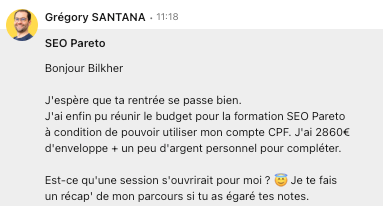 Grégory SANTANA · 11:18
SEO Pareto
Bonjour Bilkher
J'espère que ta rentrée se passe bien.
J'ai enfin pu réunir le budget pour la formation SEO Pareto
à condition de pouvoir utiliser mon compte CPF. J'ai 2860€
d'enveloppe + un peu d'argent personnel pour compléter.
Est-ce qu'une session s'ouvrirait pour moi ? 😇 Je te fais
un récap' de mon parcours si tu as égaré tes notes.